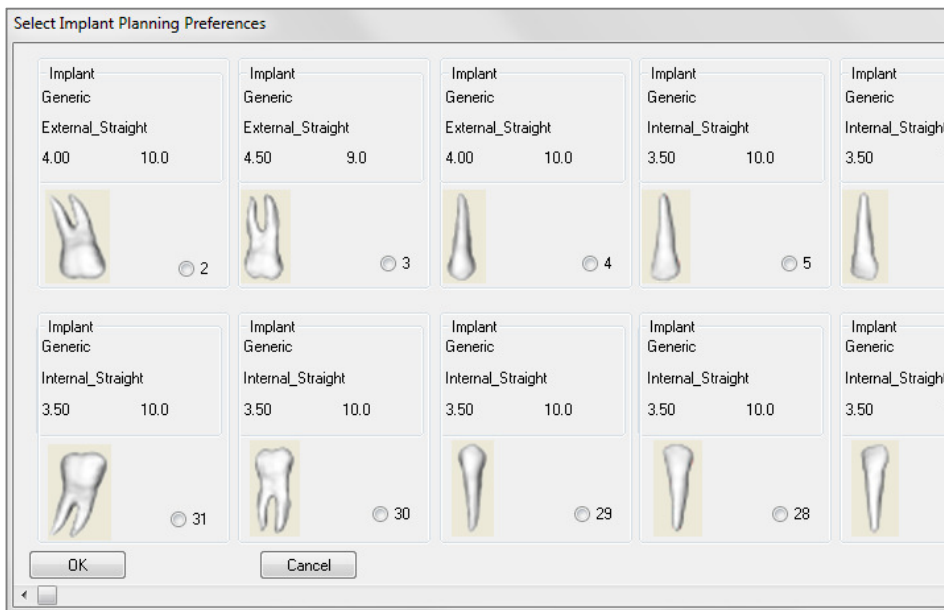 Select Implant Planning Preferences
Implant Implant Implant Implant Implant
Generic Generic Generic Generic Generic
External_Straight External_Straight External_Straight Internal_Straight Internal_Straight
4.00 10.0 4.50 9.0 4.00 10.0 3.50 10.0 3.50
2 3 4 5
Implant Implant Implant Implant Implant
Generic Generic Generic Generic Generic
Internal_Straight Internal_Straight Internal_Straight Internal_Straight Internal_Straight
3.50 10.0 3.50 10.0 3.50 10.0 3.50 10.0 3.50
31 30 29 28
OK Cancel